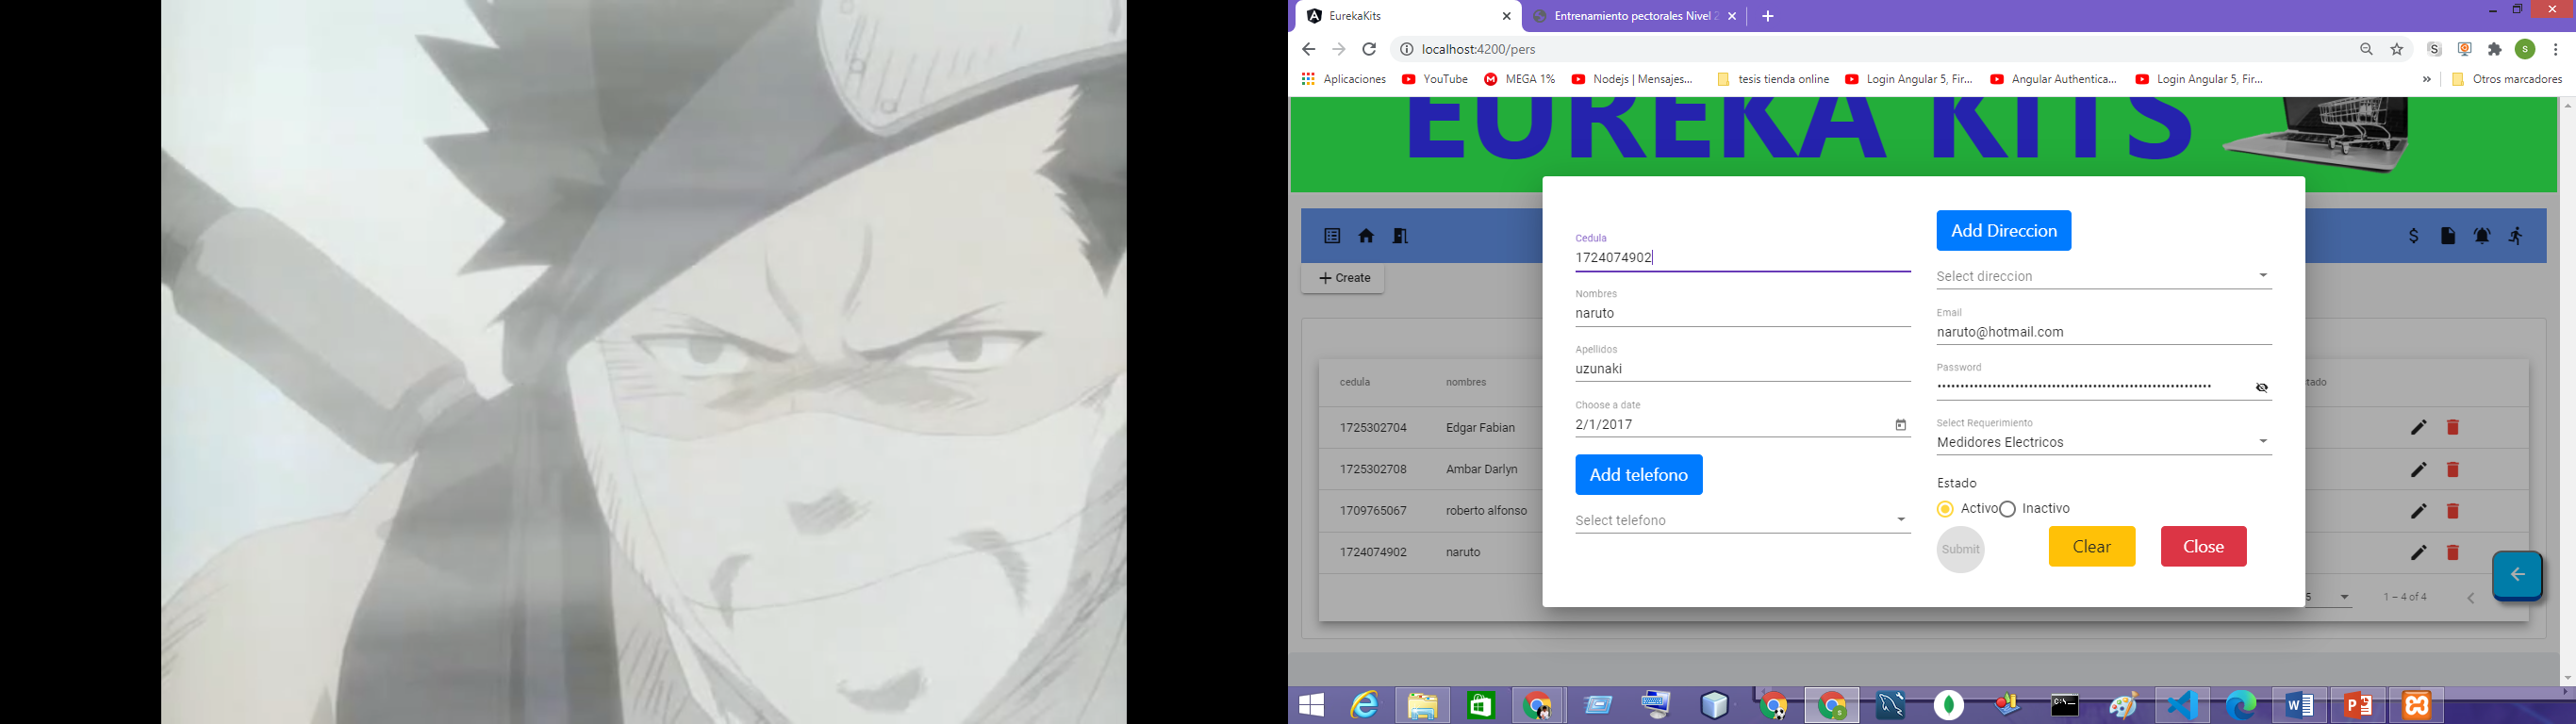 EurekaKits
Entrenamiento pectorales Nivel 2
localhost:4200/pers
S
s
Aplicaciones
YouTube
MEGA 1%
Nodejs | Mensajes...
tesis tienda online
Login Angular 5, Fir...
Angular Authentica...
Login Angular 5, Fir...
»
Otros marcadores
EUREKA KITS
Create
cedula nombres tado
1725302704 Edgar Fabian
1725302708 Ambar Darlyn
1709765067 roberto alfonso
1724074902 naruto
5 1 – 4 of 4
Cedula
1724074902
Nombres
naruto
Apellidos
uzunaki
Choose a date
2/1/2017
Add telefono
Select telefono
Add Direccion
Select direccion
Email
naruto@hotmail.com
Password
••••••••••••••••••••••••••••••••••••••••••••••••••••••••••••
Select Requerimiento
Medidores Electricos
Estado
Activo Inactivo
Submit Clear Close